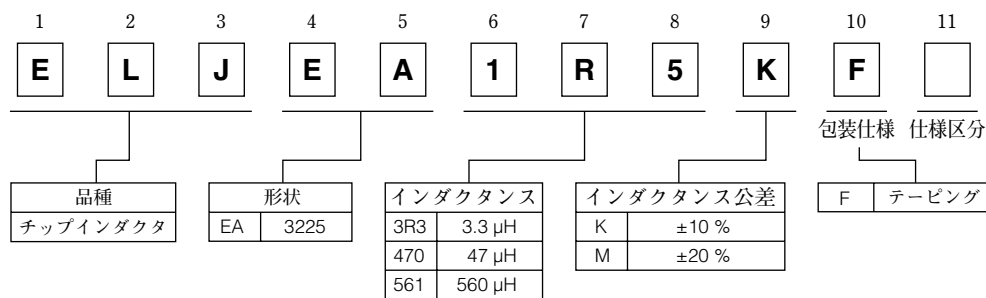 1 2 3 4 5 6 7 8 9 10 11
E L J E A 1 R 5 K F
包装仕様 仕様区分
品種 形状 インダクタンス インダクタンス公差 F テーピング
チップインダクタ EA 3225 3R3 3.3 µH K ±10 %
470 47 µH M ±20 %
561 560 µH